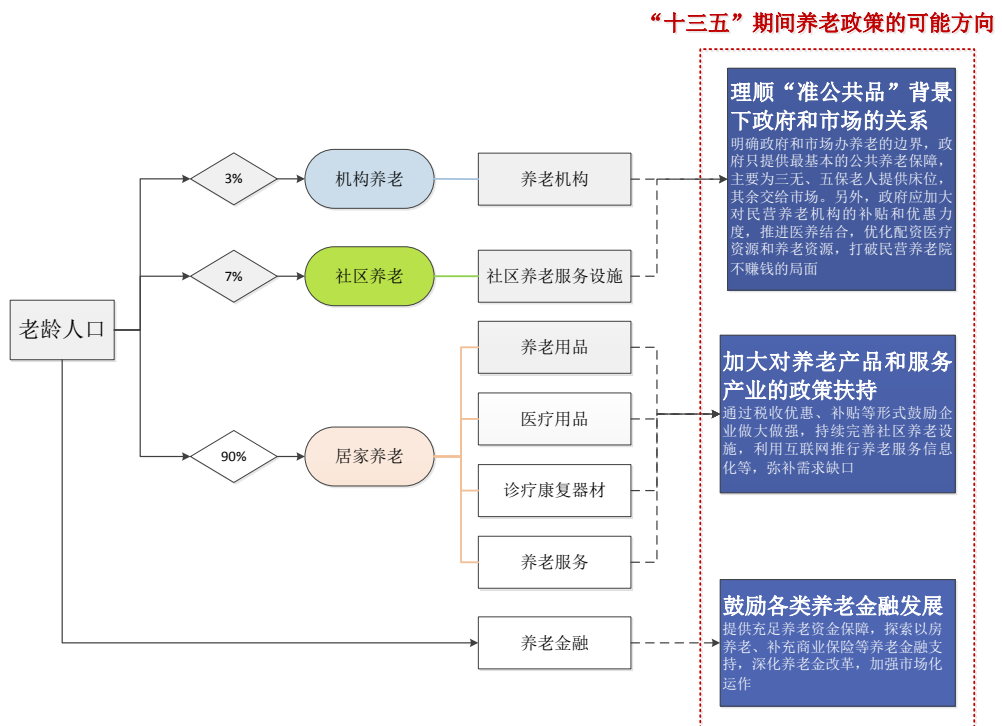 “十三五”期间养老政策的可能方向
老龄人口
3%
机构养老
养老机构
7%
社区养老
社区养老服务设施
90%
居家养老
养老用品
医疗用品
诊疗康复器材
养老服务
养老金融
理顺“准公共品”背景
下政府和市场的关系
明确政府和市场办养老的边界，政
府只提供最基本的公共养老保障，
主要为三无、五保老人提供床位，
其余交给市场。另外，政府应加大
对民营养老机构的补贴和优惠力
度，推进医养结合，优化配资医疗
资源和养老资源，打破民营养老院
不赚钱的局面
加大对养老产品和服务
产业的政策扶持
通过税收优惠、补贴等形式鼓励企
业做大做强，持续完善社区养老设
施，利用互联网推行养老服务信息
化等，弥补需求缺口
鼓励各类养老金融发展
提供充足养老资金保障，探索以房
养老、补充商业保险等养老金融支
持，深化养老金改革，加强市场化
运作